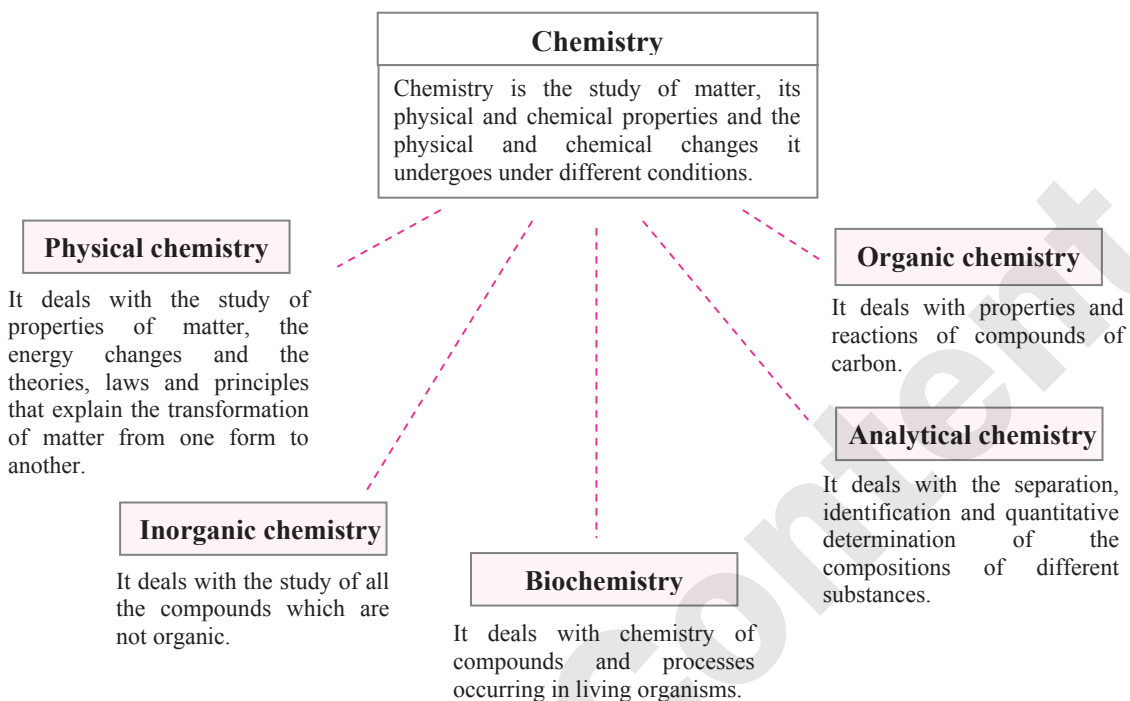 Chemistry
Chemistry is the study of matter, its
physical and chemical properties and the
physical and chemical changes it
undergoes under different conditions.
Physical chemistry
It deals with the study of
properties of matter, the
energy changes and the
theories, laws and principles
that explain the transformation
of matter from one form to
another.
Inorganic chemistry
It deals with the study of all
the compounds which are
not organic.
Biochemistry
It deals with chemistry of
compounds and processes
occurring in living organisms.
Analytical chemistry
It deals with the separation,
identification and quantitative
determination of the
compositions of different
substances.
Organic chemistry
It deals with properties and
reactions of compounds of
carbon.
Content